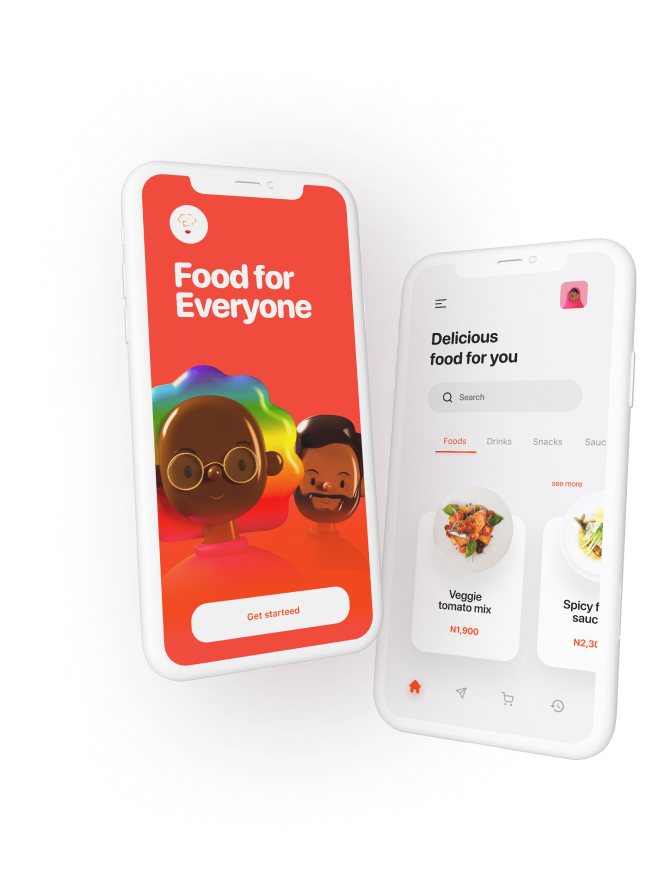 Food for
Everyone
Get starteed
Delicious
food for you
Search
Foods Drinks Snacks Sauc
see more
Veggie
tomato mix
N1,900
Spicy f
sauc
N2,30